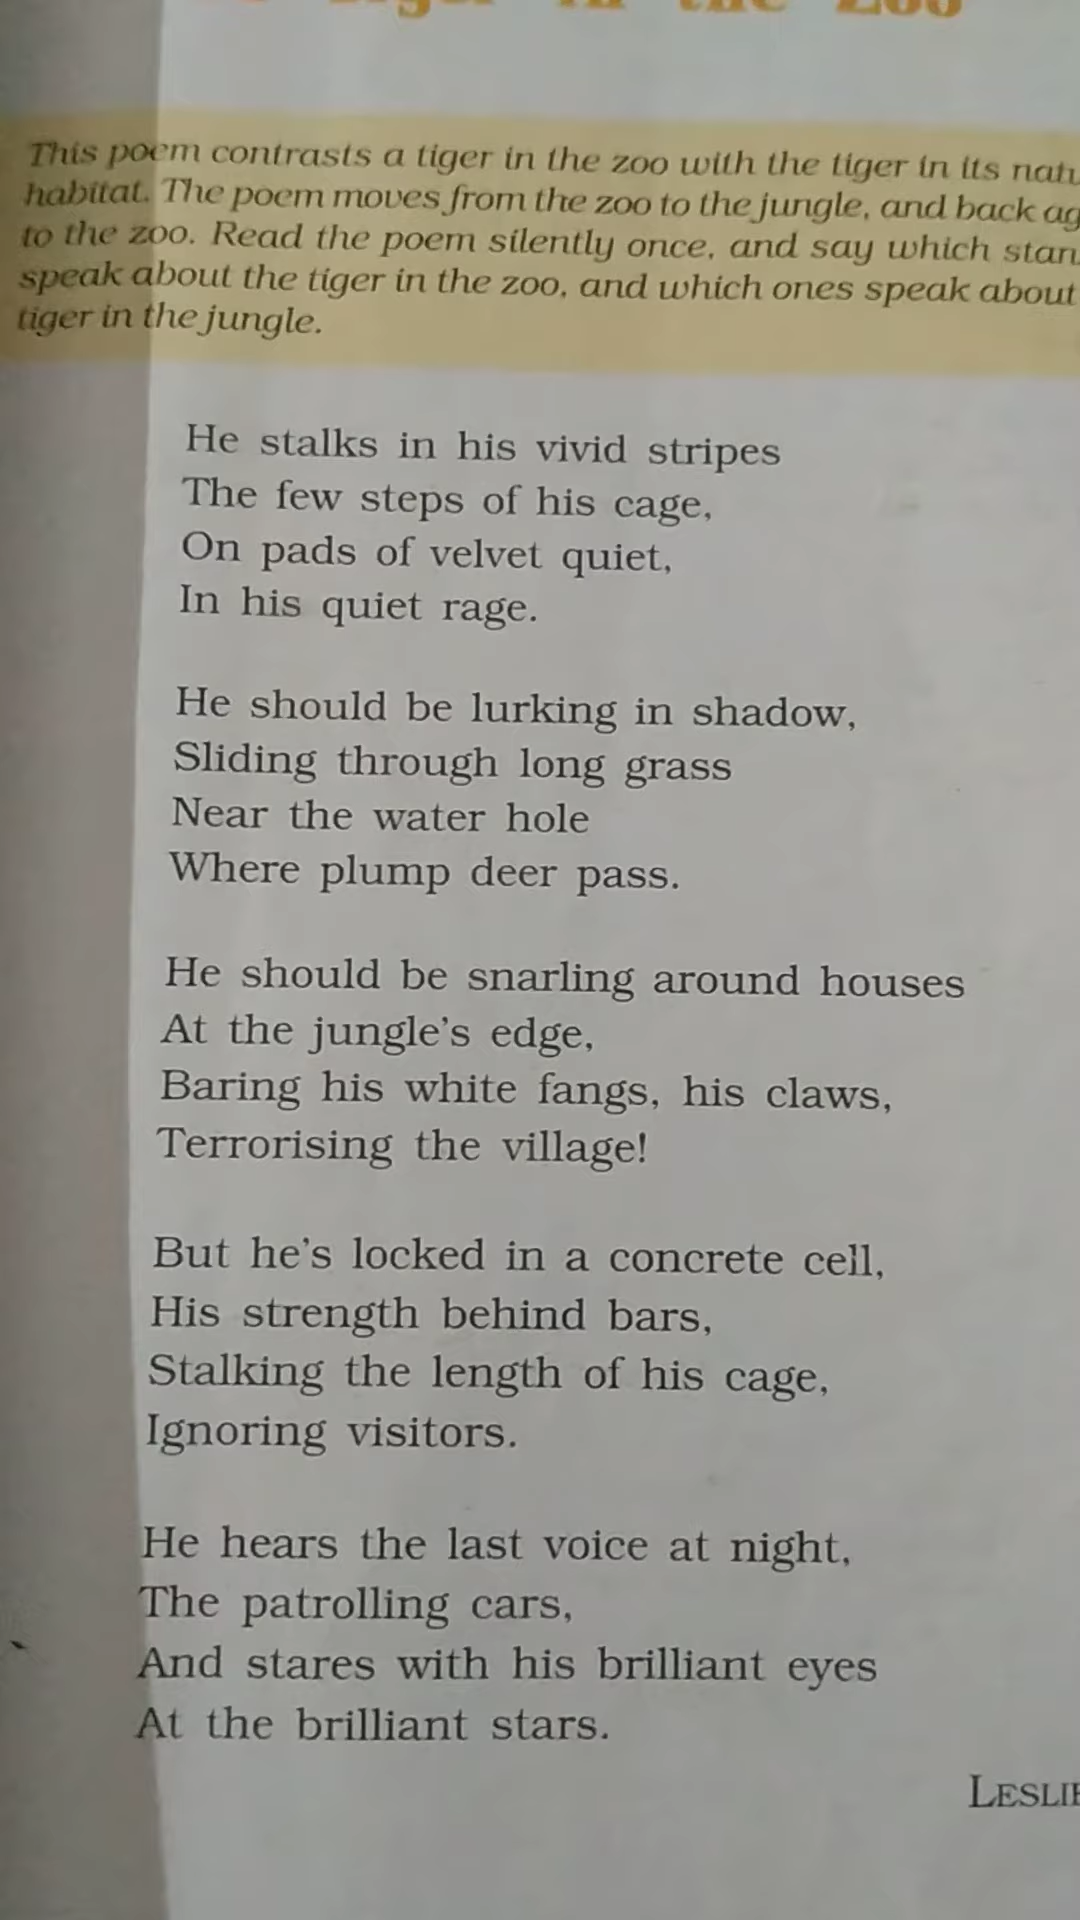 Tiger in the Zoo
This poem contrasts a tiger in the zoo with the tiger in its
habitat. The poem moves from the zoo to the jungle, and back
to the zoo. Read the poem silently once, and say which
speak about the tiger in the zoo, and which ones speak about
tiger in the jungle.
He stalks in his vivid stripes
The few steps of his cage,
On pads of velvet quiet,
In his quiet rage.
He should be lurking in shadow,
Sliding through long grass
Near the water hole
Where plump deer pass.
He should be snarling around houses
At the jungle's edge,
Baring his white fangs, his claws,
Terrorising the village!
But he's locked in a concrete cell,
His strength behind bars,
Stalking the length of his cage,
Ignoring visitors.
He hears the last voice at night,
The patrolling cars,
And stares with his brilliant eyes
At the brilliant stars.